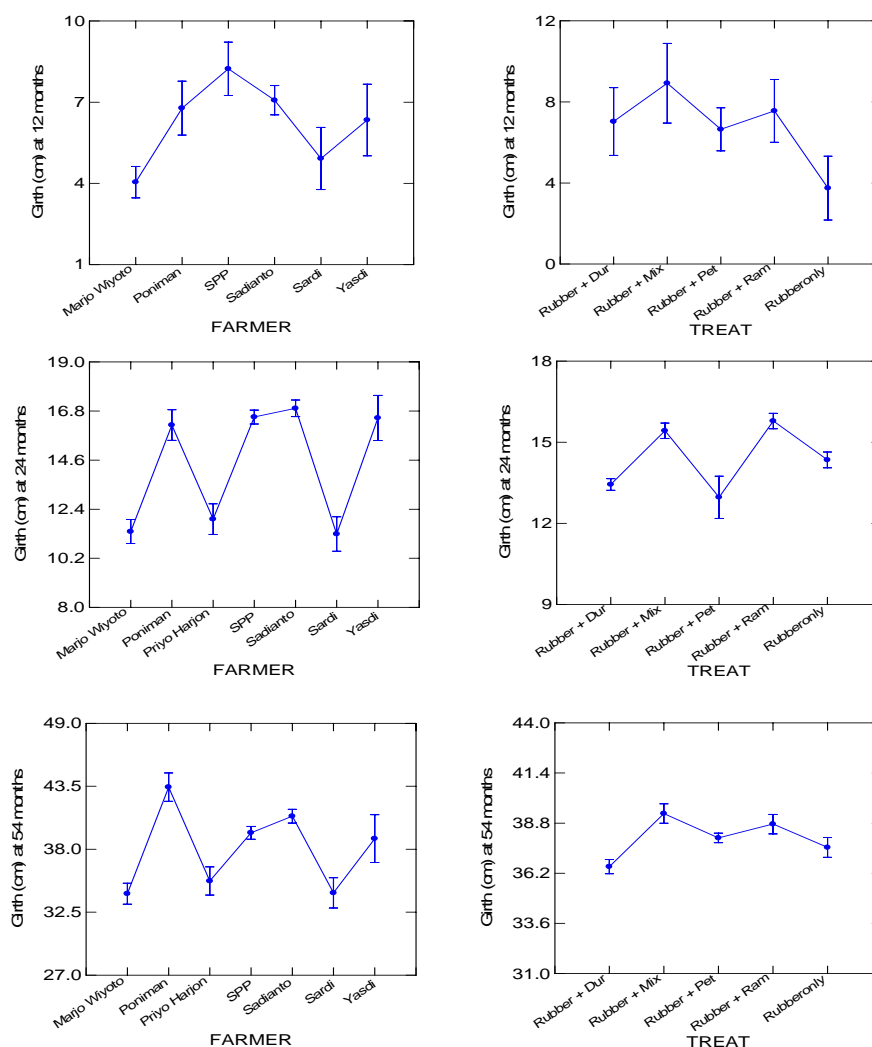 10
7
4
1
Girth (cm) at 12 months
Marjo Wiyoto
Poniman
SPP
Sadianto
Sardi
Yasdi
FARMER
12
8
4
0
Girth (cm) at 12 months
Rubber + Dur
Rubber + Mix
Rubber + Pet
Rubber + Ram
Rubberonly
TREAT
19.0
16.8
14.6
12.4
10.2
8.0
Girth (cm) at 24 months
Marjo Wiyoto
Poniman
Priyo Harjon
SPP
Sadianto
Sardi
Yasdi
FARMER
18
15
12
9
Girth (cm) at 24 months
Rubber + Dur
Rubber + Mix
Rubber + Pet
Rubber + Ram
Rubberonly
TREAT
49.0
43.5
38.0
32.5
27.0
Girth (cm) at 54 months
Marjo Wiyoto
Poniman
Priyo Harjon
SPP
Sadianto
Sardi
Yasdi
FARMER
44.0
41.4
38.8
36.2
33.6
31.0
Girth (cm) at 54 months
Rubber + Dur
Rubber + Mix
Rubber + Pet
Rubber + Ram
Rubberonly
TREAT